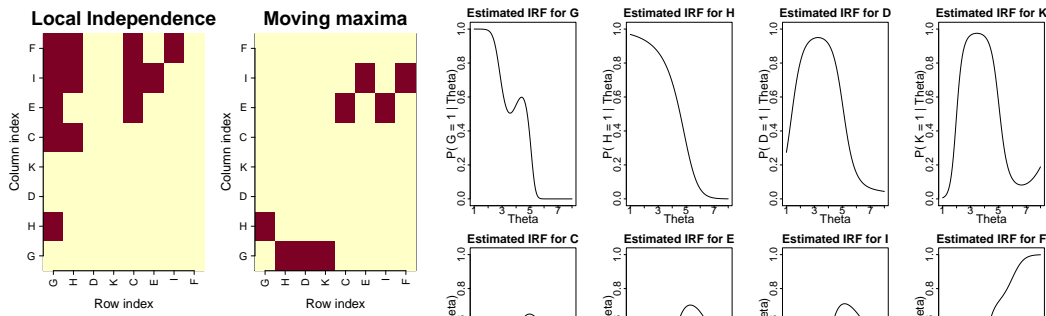 Local Independence
Column index
F
I
E
C
K
D
H
G
G H D K C E I F
Row index
Moving maxima
Column index
F
I
E
C
K
D
H
G
G H D K C E I F
Row index
Estimated IRF for G
P( G = 1 | Theta)
0.0 0.2 0.4 0.6 0.8 1.0
1 3 5 7
Theta
Estimated IRF for H
P( H = 1 | Theta)
0.0 0.2 0.4 0.6 0.8 1.0
1 3 5 7
Theta
Estimated IRF for D
P( D = 1 | Theta)
0.0 0.2 0.4 0.6 0.8 1.0
1 3 5 7
Theta
Estimated IRF for K
P( K = 1 | Theta)
0.0 0.2 0.4 0.6 0.8 1.0
1 3 5 7
Theta
Estimated IRF for C
0.8 1.0
Estimated IRF for E
0.8 1.0
Estimated IRF for I
0.8 1.0
Estimated IRF for F
0.8 1.0